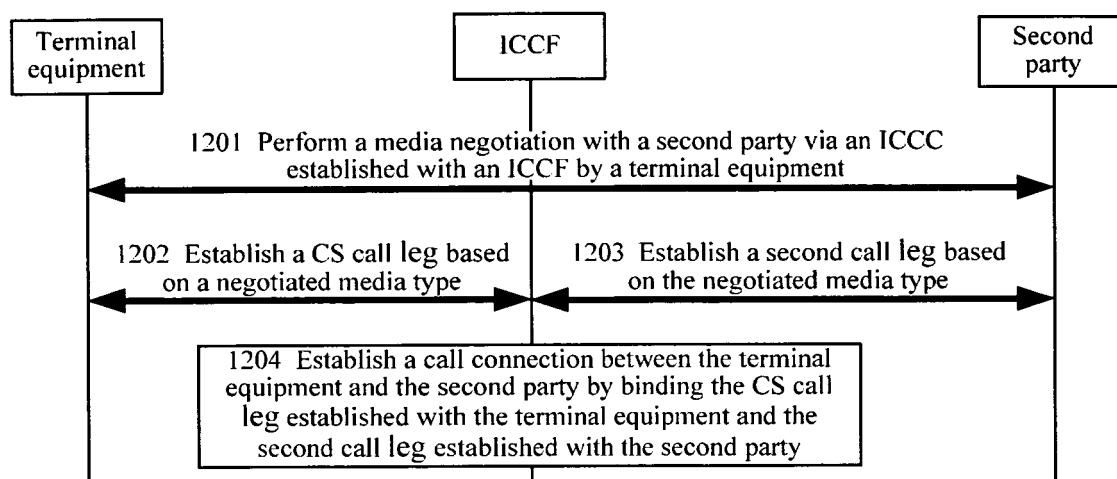 Terminal
equipment
ICCF
Second
party
1201 Perform a media negotiation with a second party via an ICCC
established with an ICCF by a terminal equipment
1202 Establish a CS call leg based
on a negotiated media type
1203 Establish a second call leg based
on the negotiated media type
1204 Establish a call connection between the terminal
equipment and the second party by binding the CS call
leg established with the terminal equipment and the
second call leg established with the second party